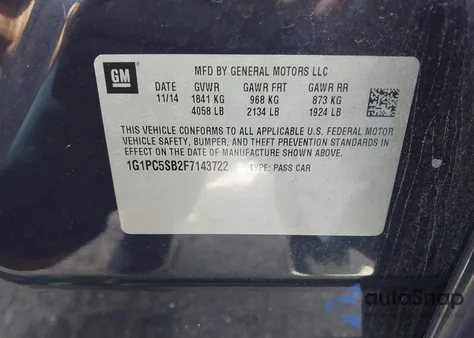 GM
MFD BY GENERAL MOTORS LLC
DATE GVWR GAWR FRT GAWR RR
11/14 1841 KG 968 KG 873 KG
4058 LB 2134 LB 1924 LB
THIS VEHICLE CONFORMS TO ALL APPLICABLE U.S. FEDERAL MOTOR
VEHICLE SAFETY, BUMPER, AND THEFT PREVENTION STANDARDS IN
EFFECT ON THE DATE OF MANUFACTURE SHOWN ABOVE.
1G1PC5SB2F7143722 TYPE: PASS CAR
autoSnap